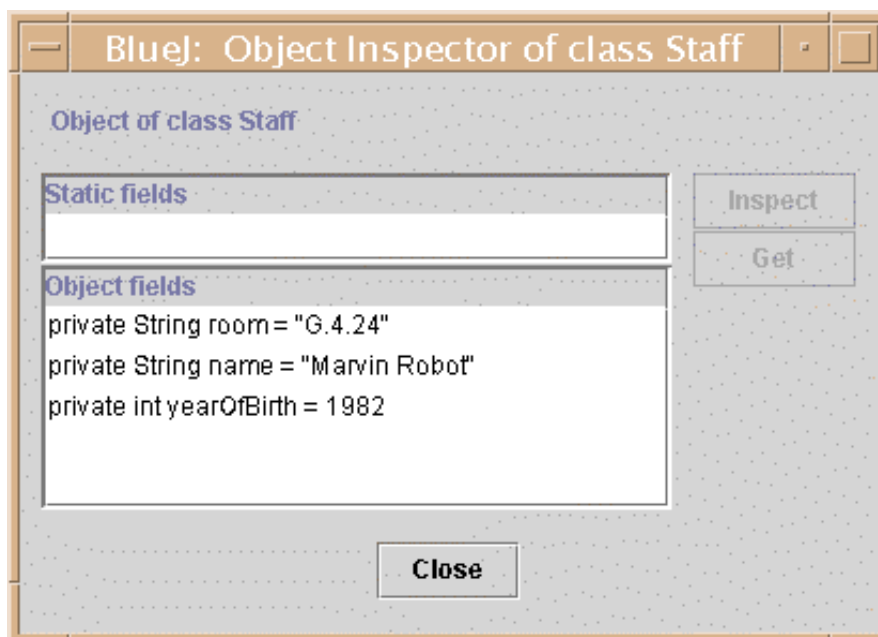 BlueJ: Object Inspector of class Staff
Object of class Staff
Static fields
Inspect
Get
Object fields
private String room = "G.4.24"
private String name = "Marvin Robot"
private int yearOfBirth = 1982
Close